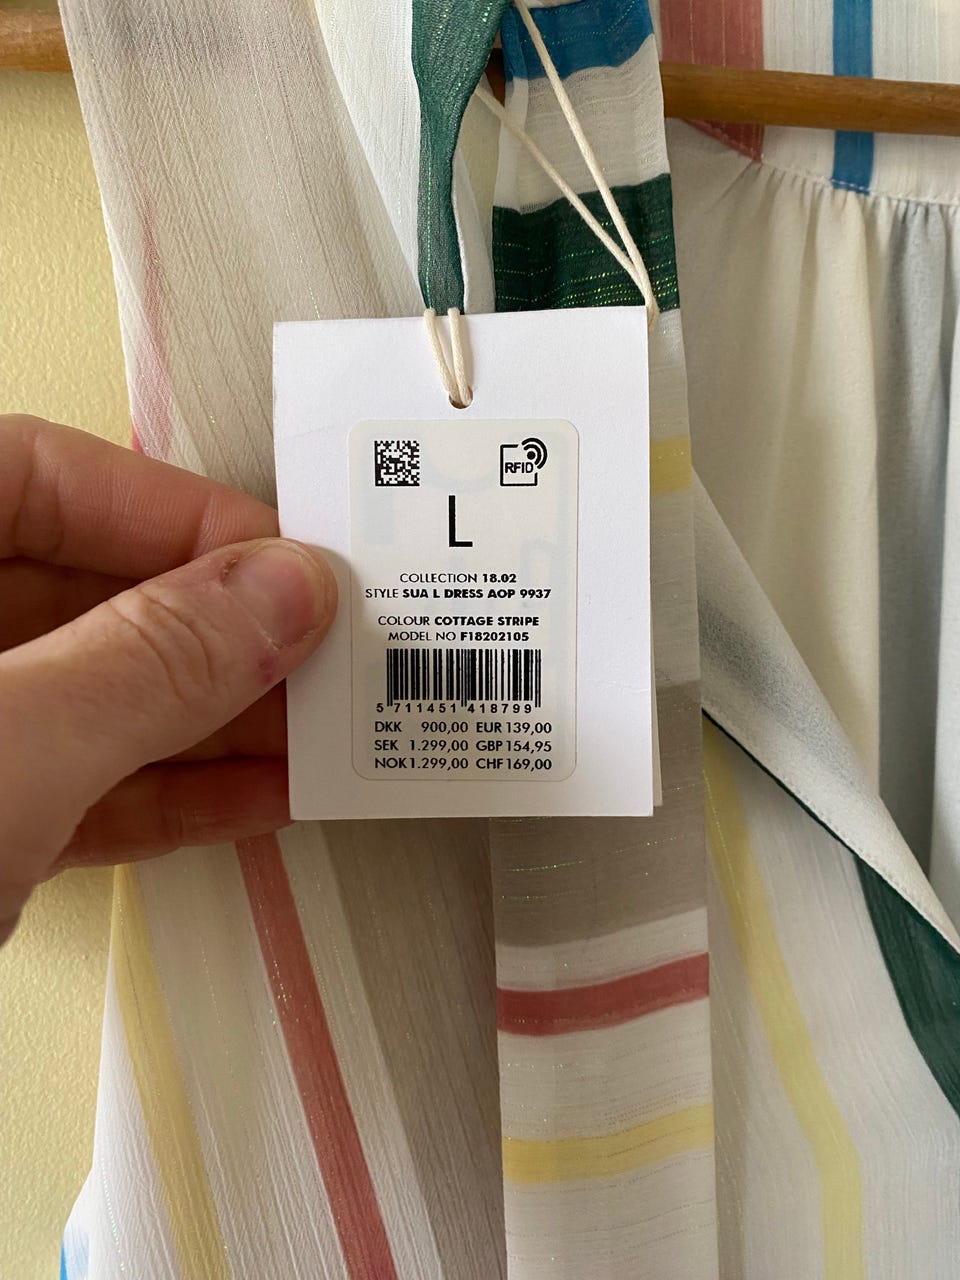 RFID
L
COLLECTION 18.02
STYLE SUA L DRESS AOP 9937
COLOUR COTTAGE STRIPE
MODEL NO F18202105
5 711451 418799
DKK 900,00 EUR 139,00
SEK 1.299,00 GBP 154,95
NOK 1.299,00 CHF 169,00